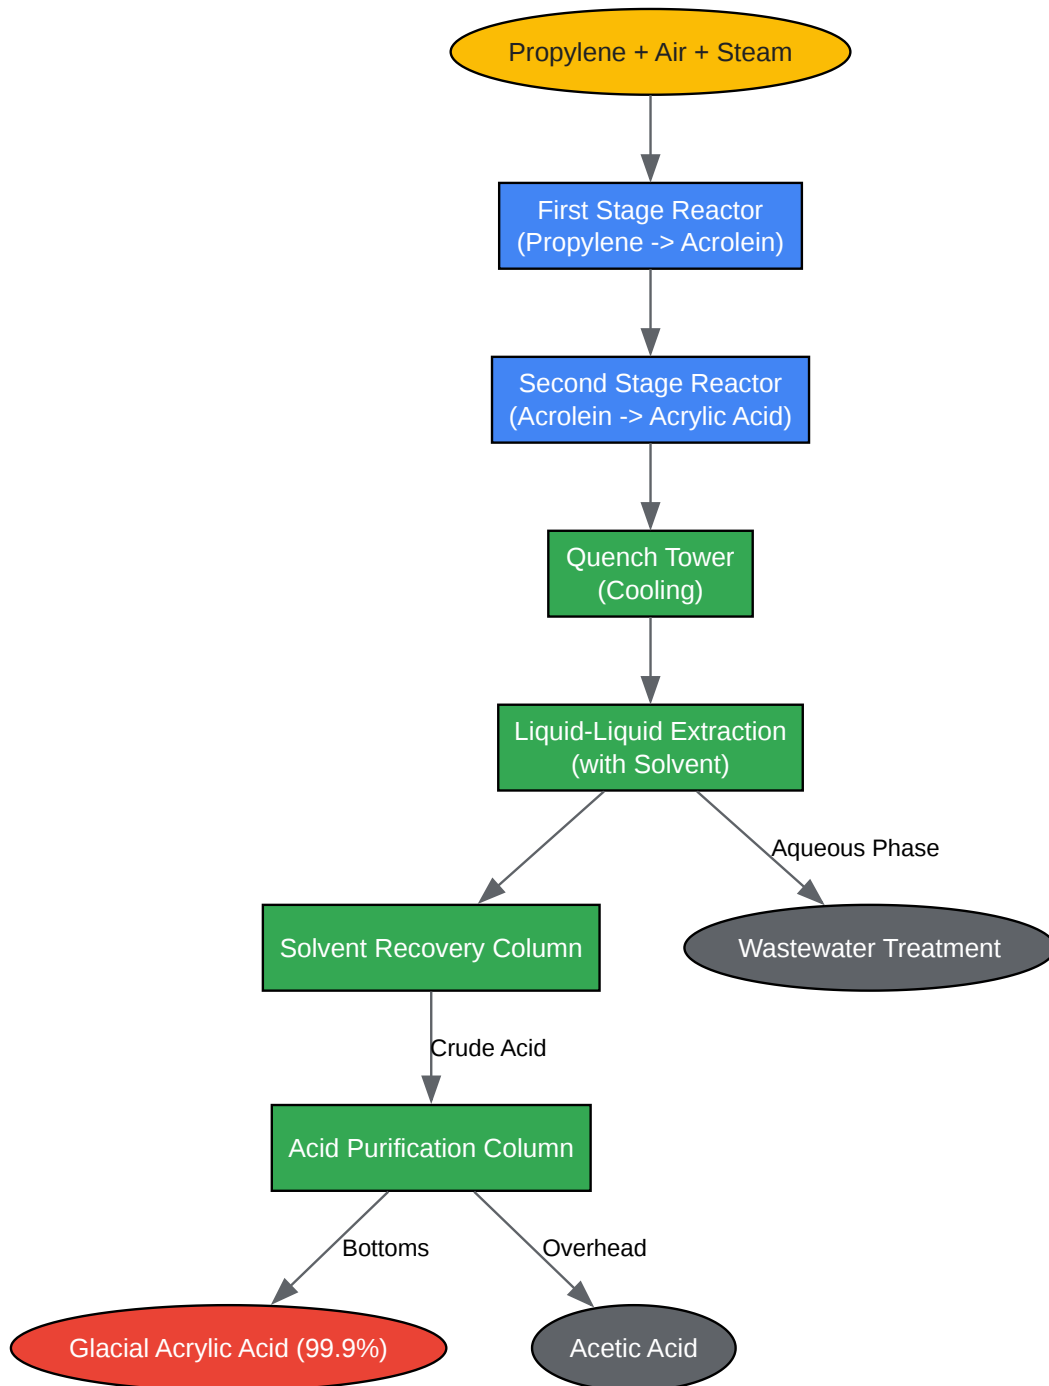 Propylene + Air + Steam
First Stage Reactor
(Propylene -> Acrolein)
Second Stage Reactor
(Acrolein -> Acrylic Acid)
Quench Tower
(Cooling)
Liquid-Liquid Extraction
(with Solvent)
Aqueous Phase
Solvent Recovery Column
Wastewater Treatment
Crude Acid
Acid Purification Column
Bottoms
Overhead
Glacial Acrylic Acid (99.9%)
Acetic Acid